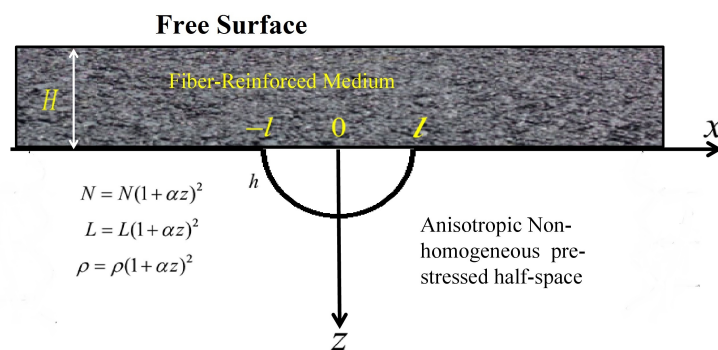 Free Surface
H
Fiber-Reinforced Medium
−l 0 l
x
h
N = N(1+αz)²
L = L(1+αz)²
ρ = ρ(1+αz)²
Anisotropic Non-
homogeneous pre-
stressed half-space
z